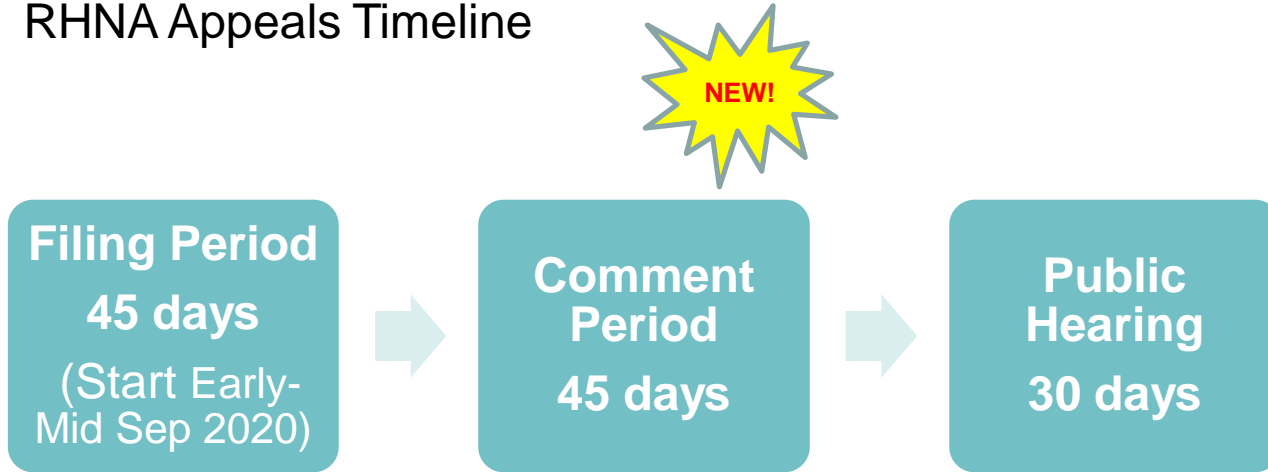 RHNA Appeals Timeline
NEW!
Filing Period
45 days
(Start Early-
Mid Sep 2020)
Comment
Period
45 days
Public
Hearing
30 days